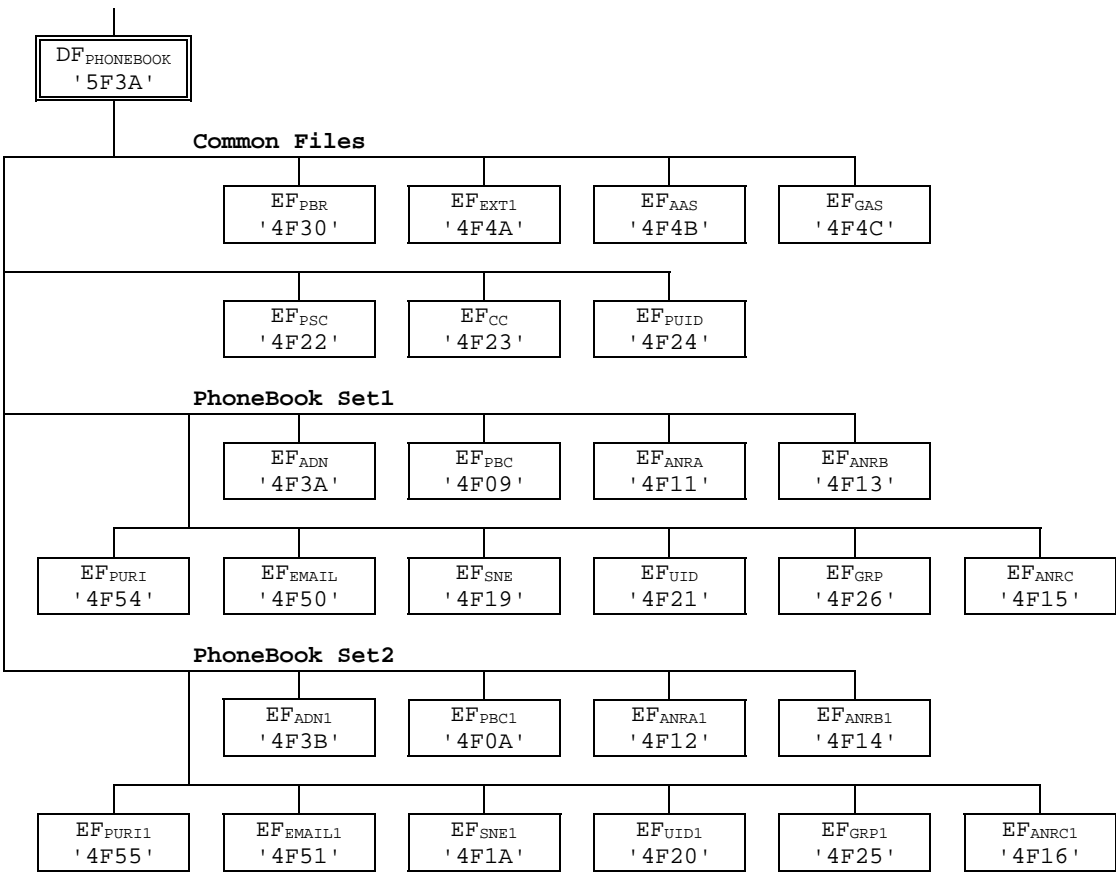 DFPHONEBOOK
'5F3A'
Common Files
EFPBR EFEXT1 EFAAS EFGAS
'4F30' '4F4A' '4F4B' '4F4C'
EFPSC EFCC EFPUID
'4F22' '4F23' '4F24'
PhoneBook Set1
EFADN EFPBC EFANRA EFANRB
'4F3A' '4F09' '4F11' '4F13'
EFPURI EFEMAIL EFSNE EFUID EFGRP EFANRC
'4F54' '4F50' '4F19' '4F21' '4F26' '4F15'
PhoneBook Set2
EFADN1 EFPBC1 EFANRA1 EFANRB1
'4F3B' '4F0A' '4F12' '4F14'
EFPURI1 EFEMAIL1 EFSNE1 EFUID1 EFGRP1 EFANRC1
'4F55' '4F51' '4F1A' '4F20' '4F25' '4F16'